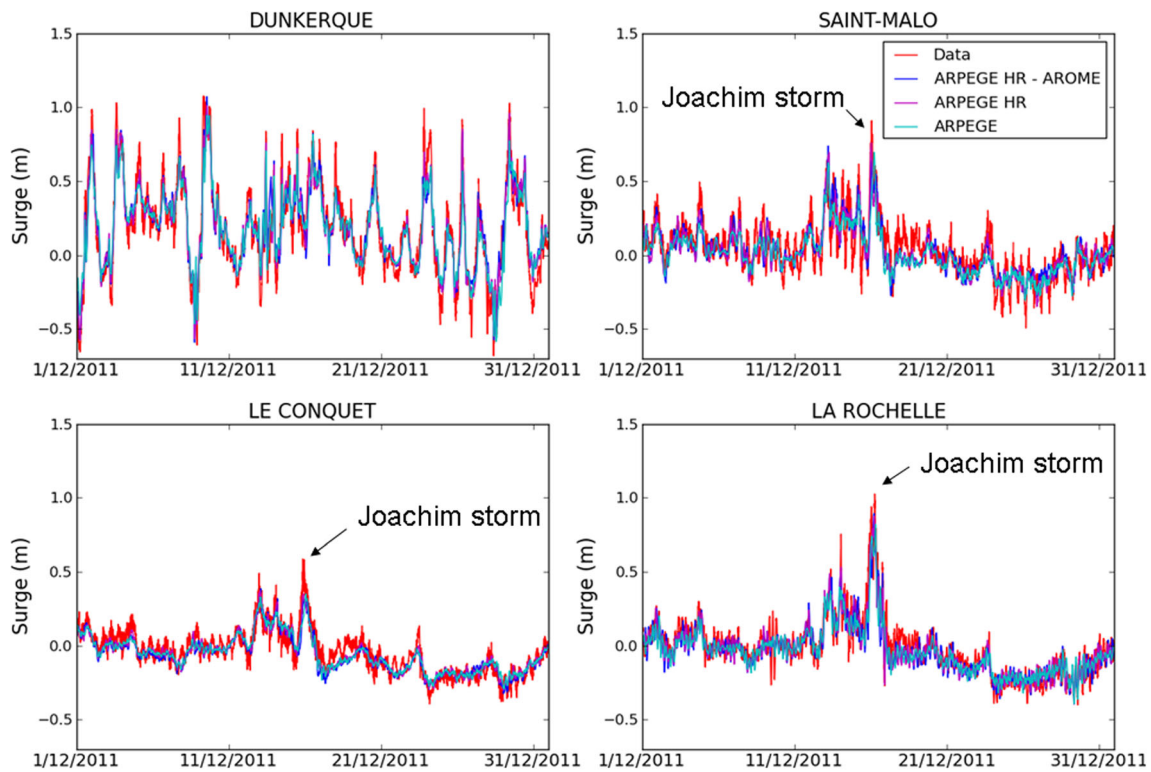 DUNKERQUE
1.5
1.0
0.5
0.0
−0.5
Surge (m)
1/12/2011 11/12/2011 21/12/2011 31/12/2011
SAINT-MALO
1.5
1.0
0.5
0.0
−0.5
Surge (m)
Joachim storm
Data
ARPEGE HR - AROME
ARPEGE HR
ARPEGE
1/12/2011 11/12/2011 21/12/2011 31/12/2011
LE CONQUET
1.5
1.0
0.5
0.0
−0.5
Surge (m)
Joachim storm
1/12/2011 11/12/2011 21/12/2011 31/12/2011
LA ROCHELLE
1.5
1.0
0.5
0.0
−0.5
Surge (m)
Joachim storm
1/12/2011 11/12/2011 21/12/2011 31/12/2011